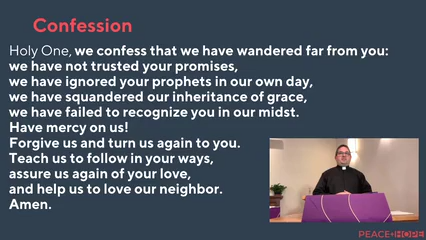 Confession
Holy One, we confess that we have wandered far from you:
we have not trusted your promises,
we have ignored your prophets in our own day,
we have squandered our inheritance of grace,
we have failed to recognize you in our midst.
Have mercy on us!
Forgive us and turn us again to you.
Teach us to follow in your ways,
assure us again of your love,
and help us to love our neighbor.
Amen.
PEACE+HOPE